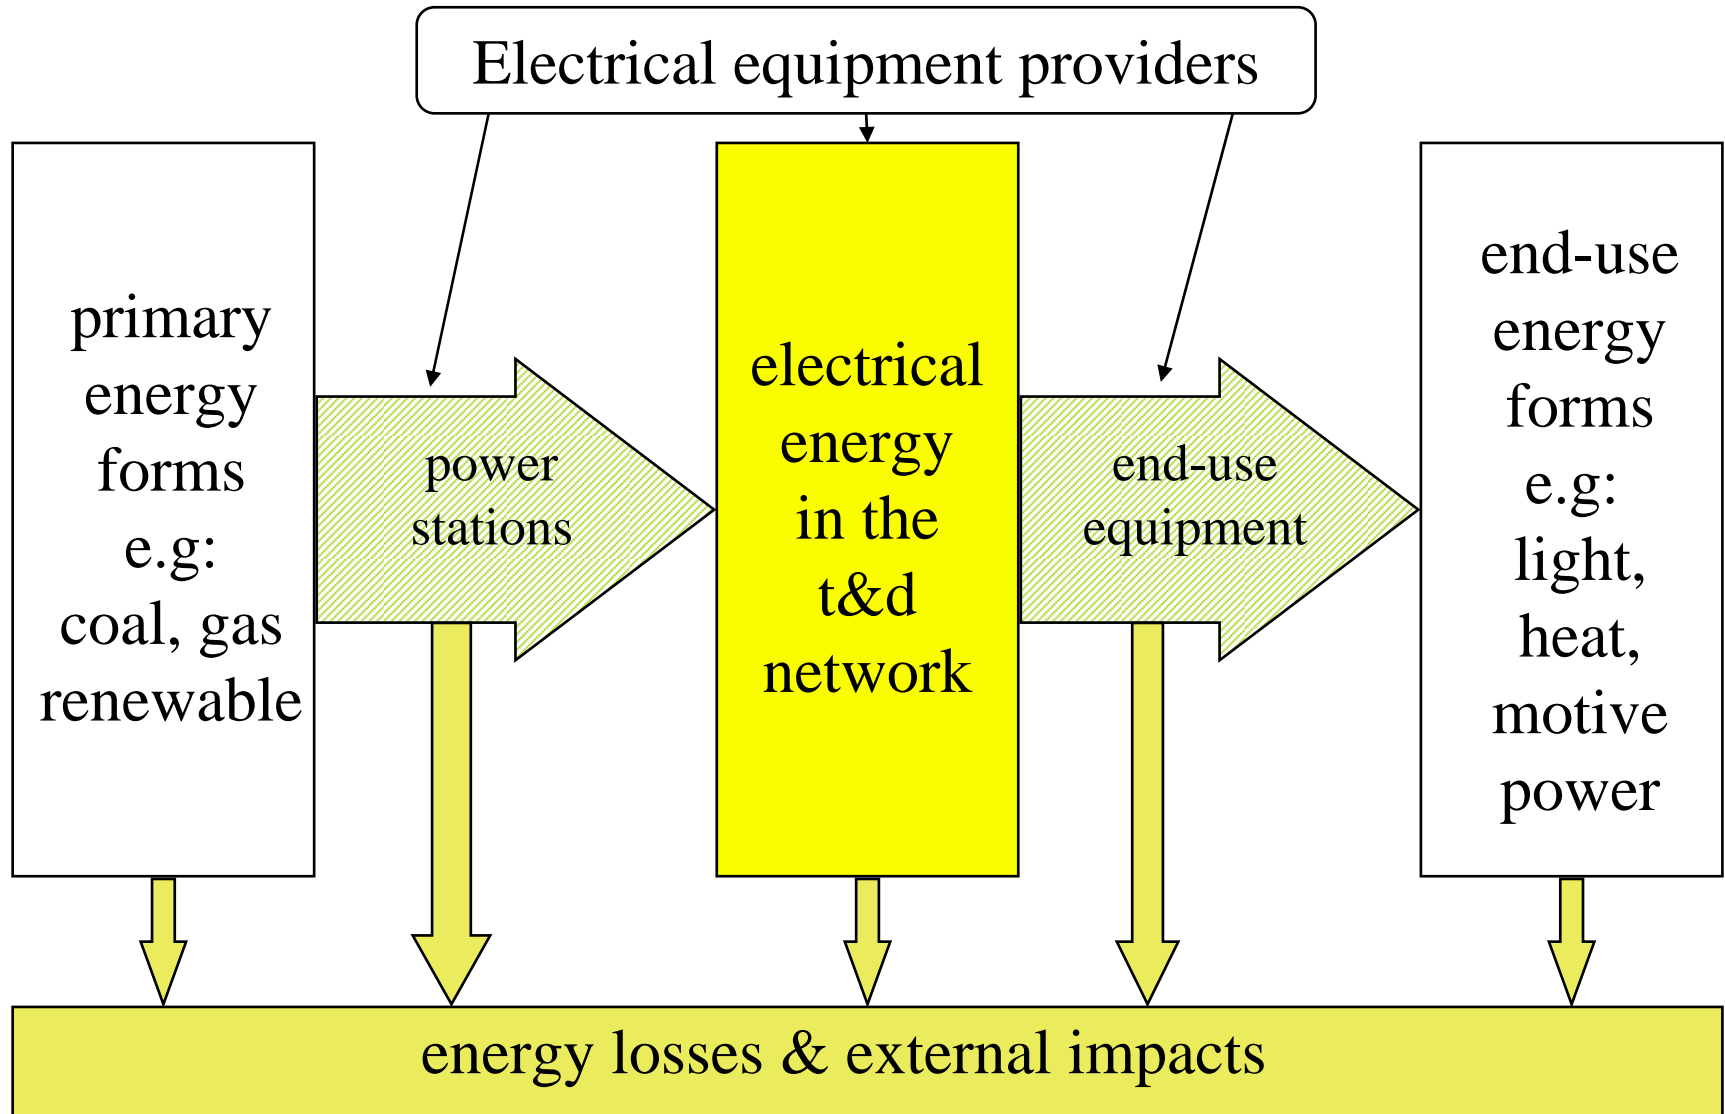 Electrical equipment providers
primary
energy
forms
e.g:
coal, gas
renewable
power
stations
electrical
energy
in the
t&d
network
end-use
equipment
end-use
energy
forms
e.g:
light,
heat,
motive
power
energy losses & external impacts